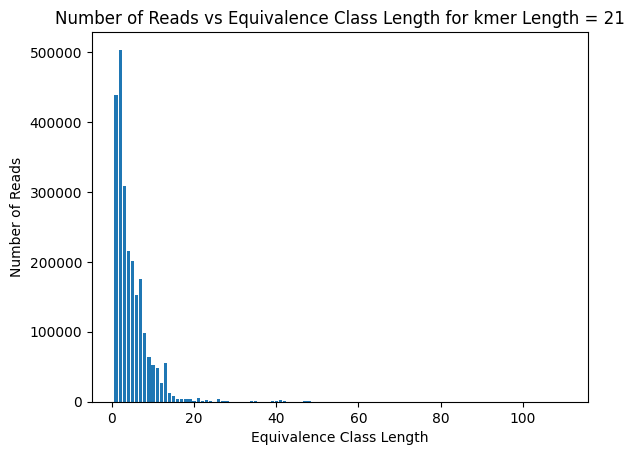 Number of Reads vs Equivalence Class Length for kmer Length = 21
500000
400000
300000
200000
100000
0
Number of Reads
0 20 40 60 80 100
Equivalence Class Length